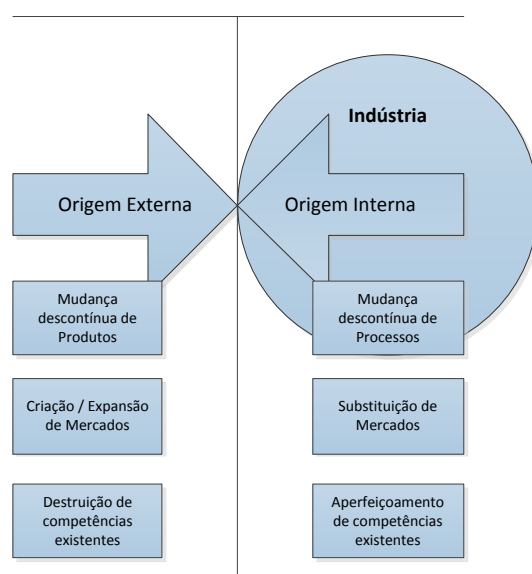 Indústria
Origem Externa
Origem Interna
Mudança
descontínua de
Produtos
Mudança
descontínua de
Processos
Criação / Expansão
de Mercados
Substituição de
Mercados
Destruição de
competências
existentes
Aperfeiçoamento
de competências
existentes